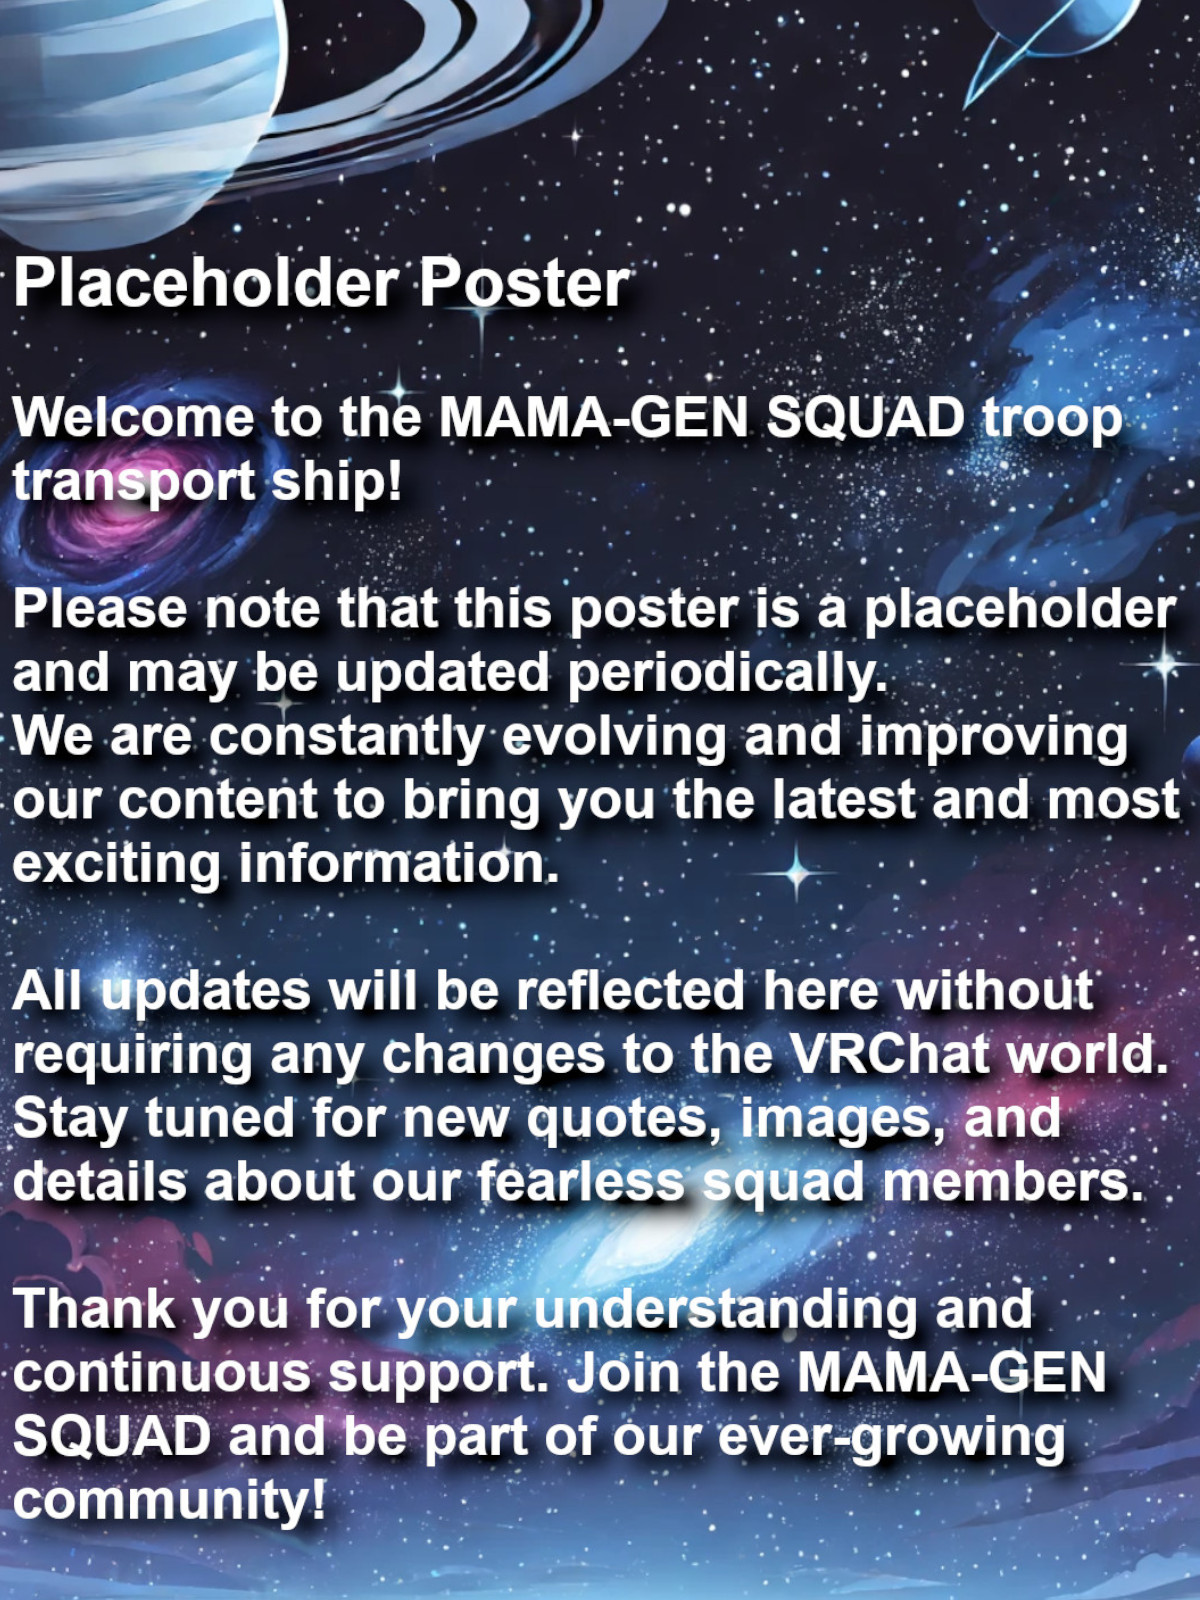 Placeholder Poster
Welcome to the MAMA-GEN SQUAD troop
transport ship!
Please note that this poster is a placeholder
and may be updated periodically.
We are constantly evolving and improving
our content to bring you the latest and most
exciting information.
All updates will be reflected here without
requiring any changes to the VRChat world.
Stay tuned for new quotes, images, and
details about our fearless squad members.
Thank you for your understanding and
continuous support. Join the MAMA-GEN
SQUAD and be part of our ever-growing
community!